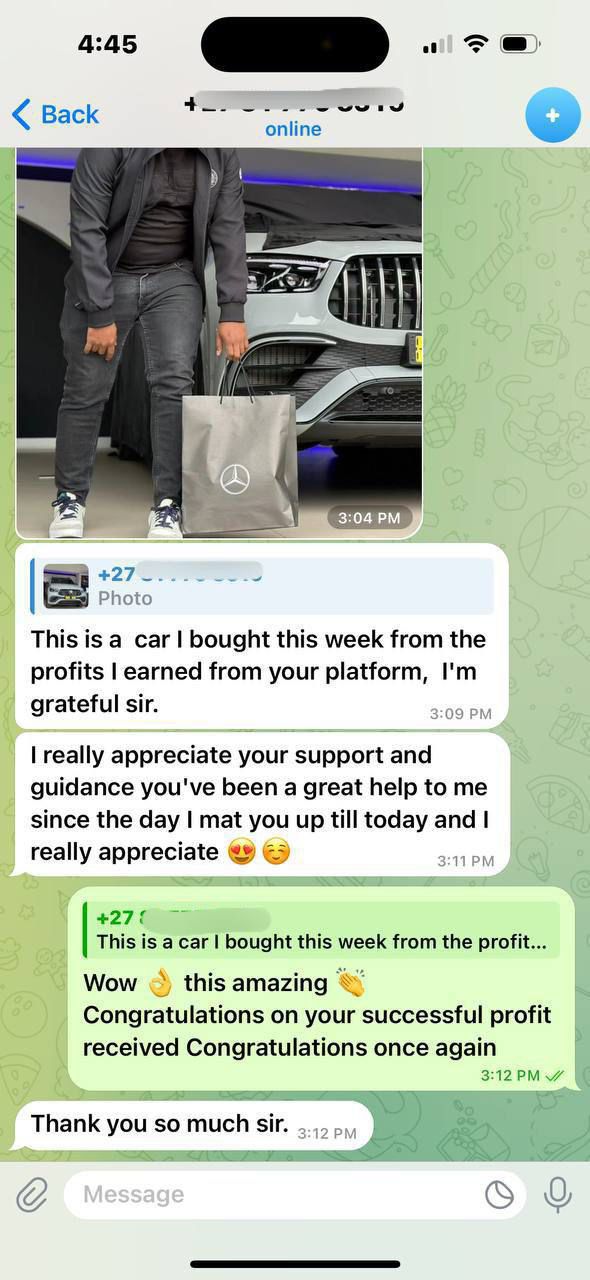 4:45
Back
online
3:04 PM
+27
Photo
This is a  car I bought this week from the
profits I earned from your platform,  I'm
grateful sir.
3:09 PM
I really appreciate your support and
guidance you've been a great help to me
since the day I mat you up till today and I
really appreciate 😍 ☺️
3:11 PM
+27
This is a car I bought this week from the profit...
Wow 👌 this amazing 👏
Congratulations on your successful profit
received Congratulations once again
3:12 PM
Thank you so much sir.
3:12 PM
Message